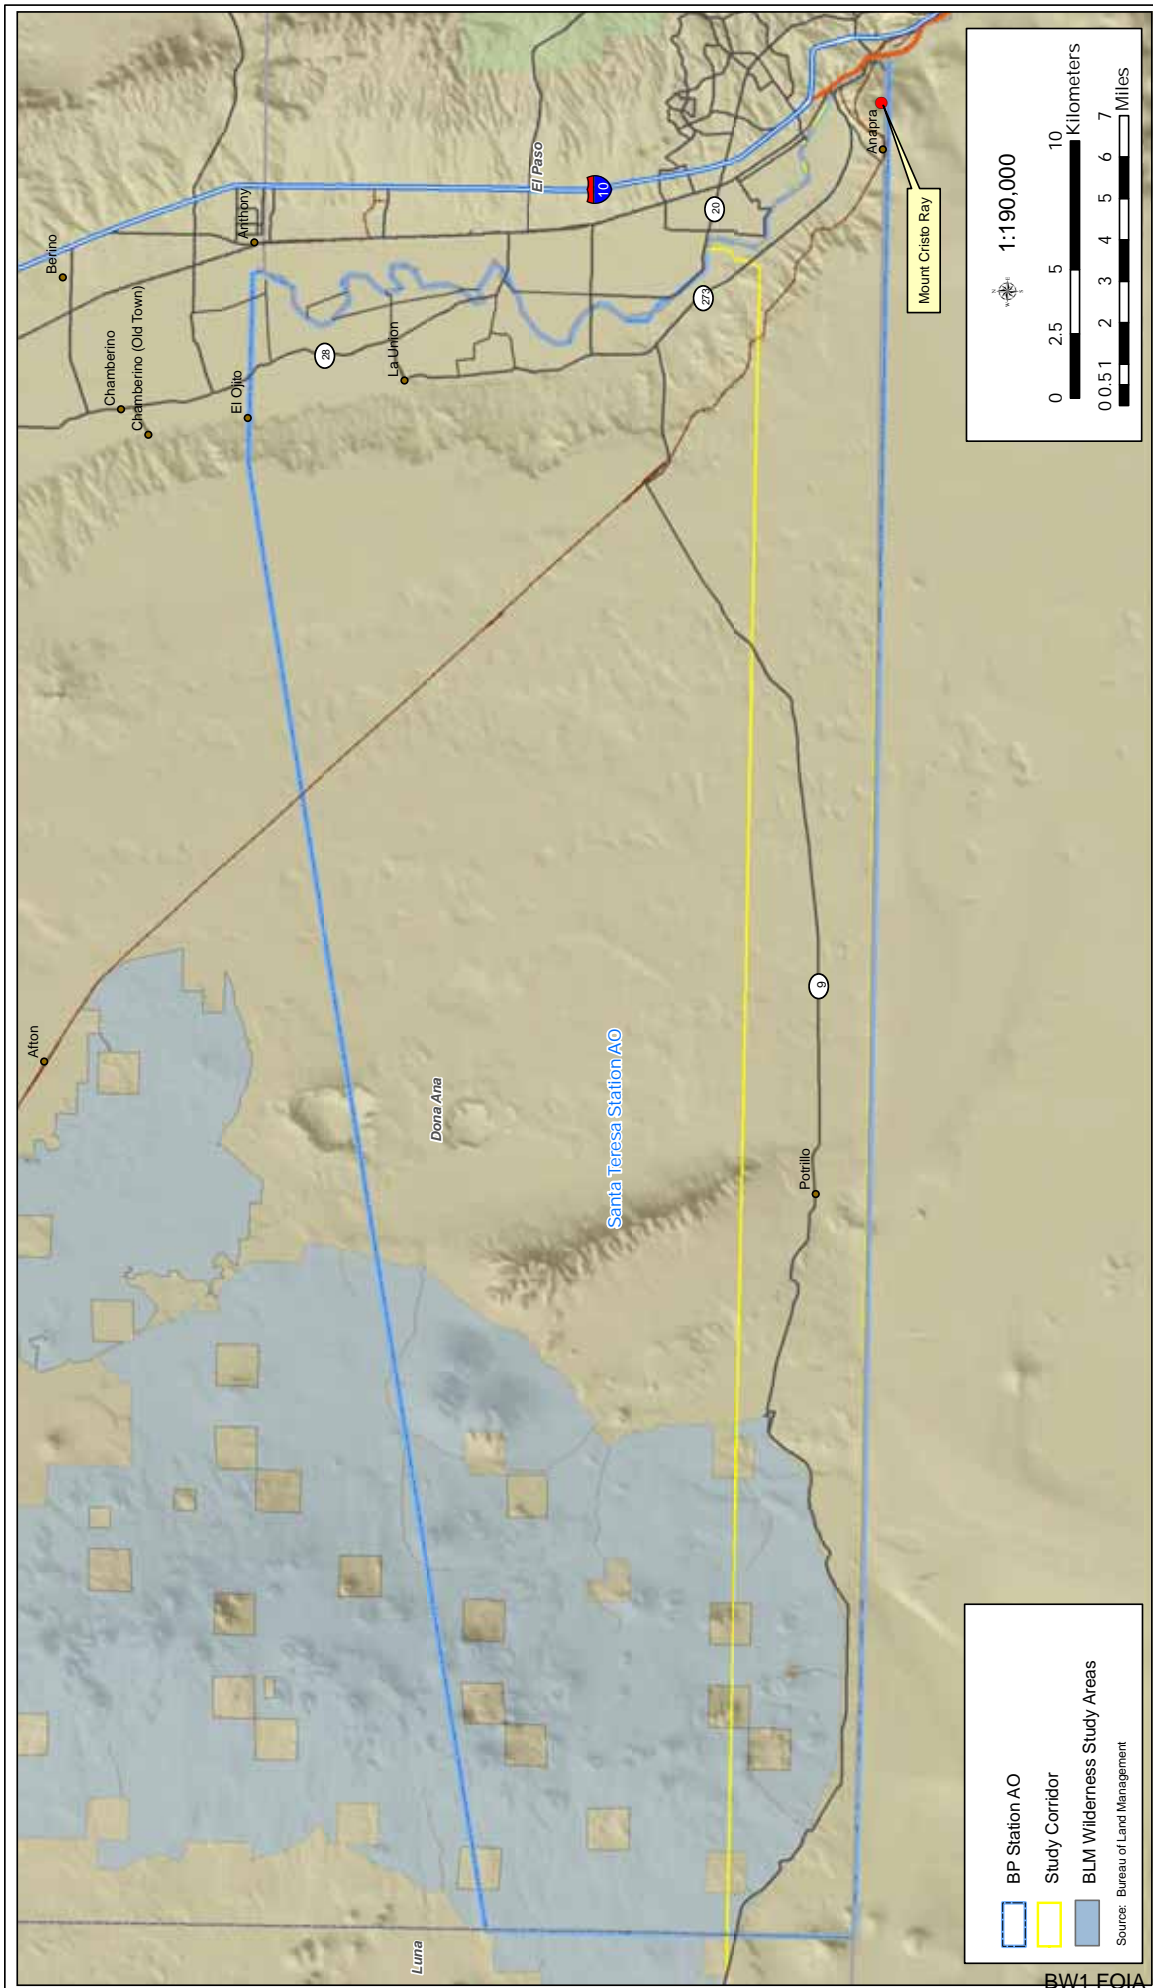 Berino
Chamberino
Chamberino (Old Town)
Anthony
El Ojito
28
La Union
El Paso
10
20
273
Anapra
Mount Cristo Ray
Afton
Dona Ana
Santa Teresa Station AO
9
Potrillo
Luna
1:190,000
0 2.5 5 10
Kilometers
0 0.5 1 2 3 4 5 6 7
Miles
BP Station AO
Study Corridor
BLM Wilderness Study Areas
Source: Bureau of Land Management
BW1 FOIA